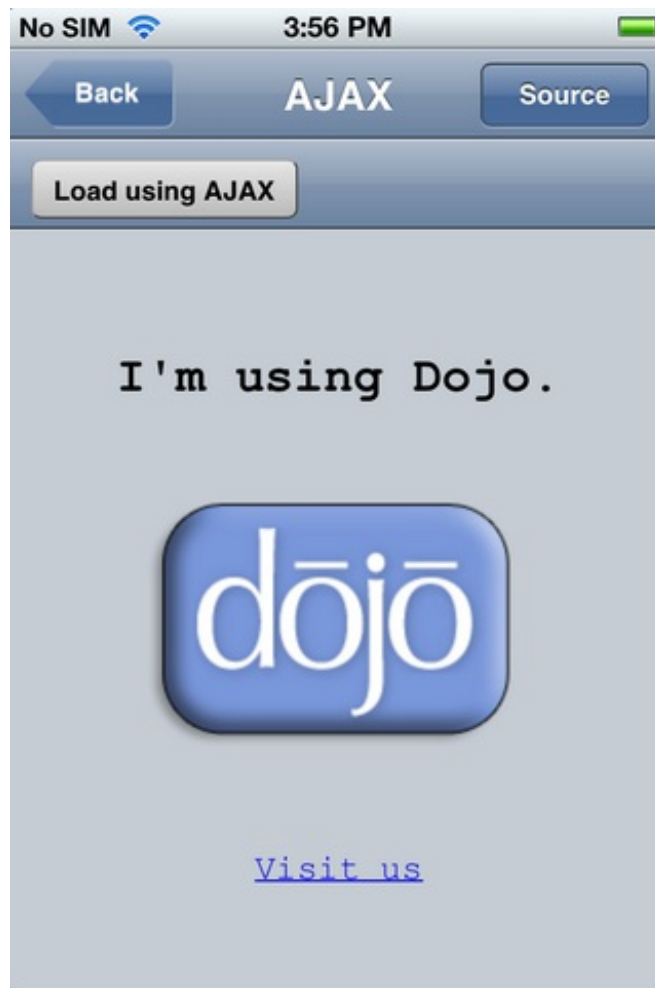 No SIM 3:56 PM
Back AJAX Source
Load using AJAX
I'm using Dojo.
dōjō
Visit us